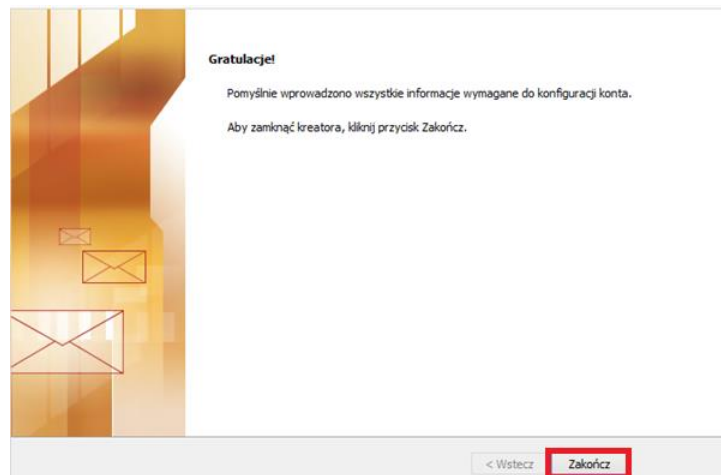 Gratulacje!
Pomyślnie wprowadzono wszystkie informacje wymagane do konfiguracji konta.
Aby zamknąć kreatora, kliknij przycisk Zakończ.
< Wstecz
Zakończ